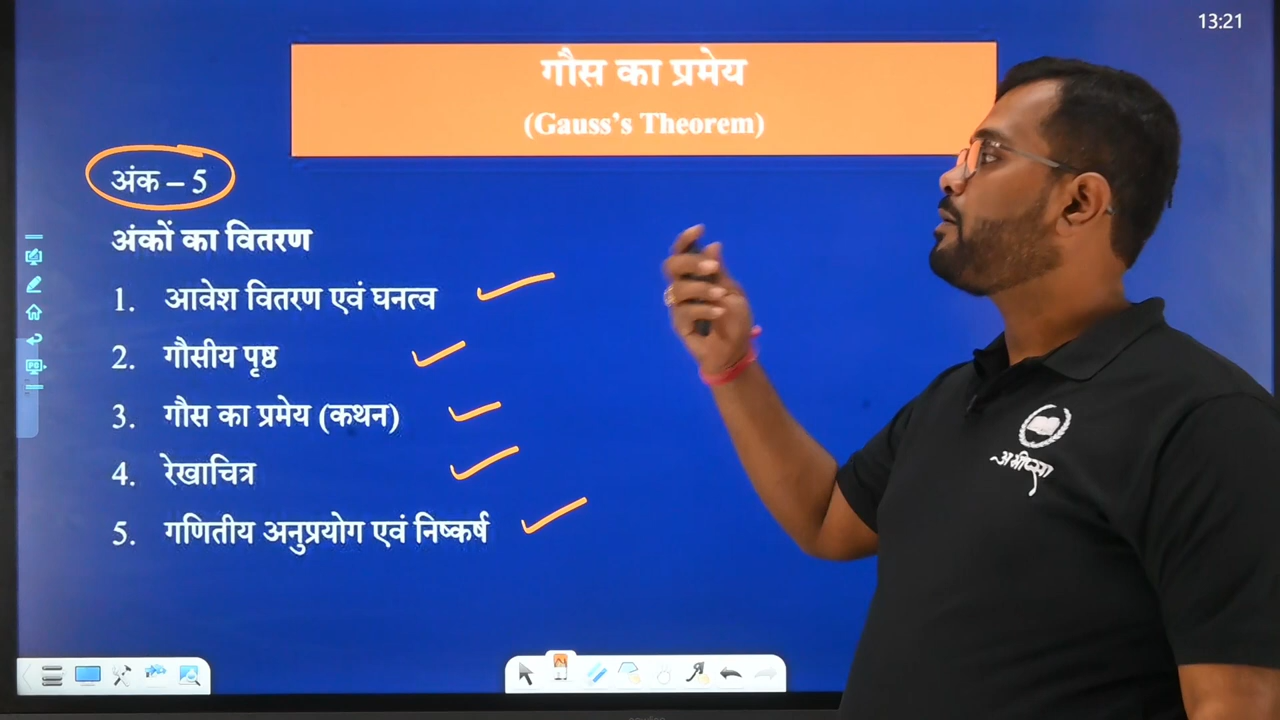 13:21
गौस का प्रमेय
(Gauss's Theorem)
अंक – 5
अंकों का वितरण
1. आवेश वितरण एवं घनत्व
2. गौसीय पृष्ठ
3. गौस का प्रमेय (कथन)
4. रेखाचित्र
5. गणितीय अनुप्रयोग एवं निष्कर्ष
अभीप्सा